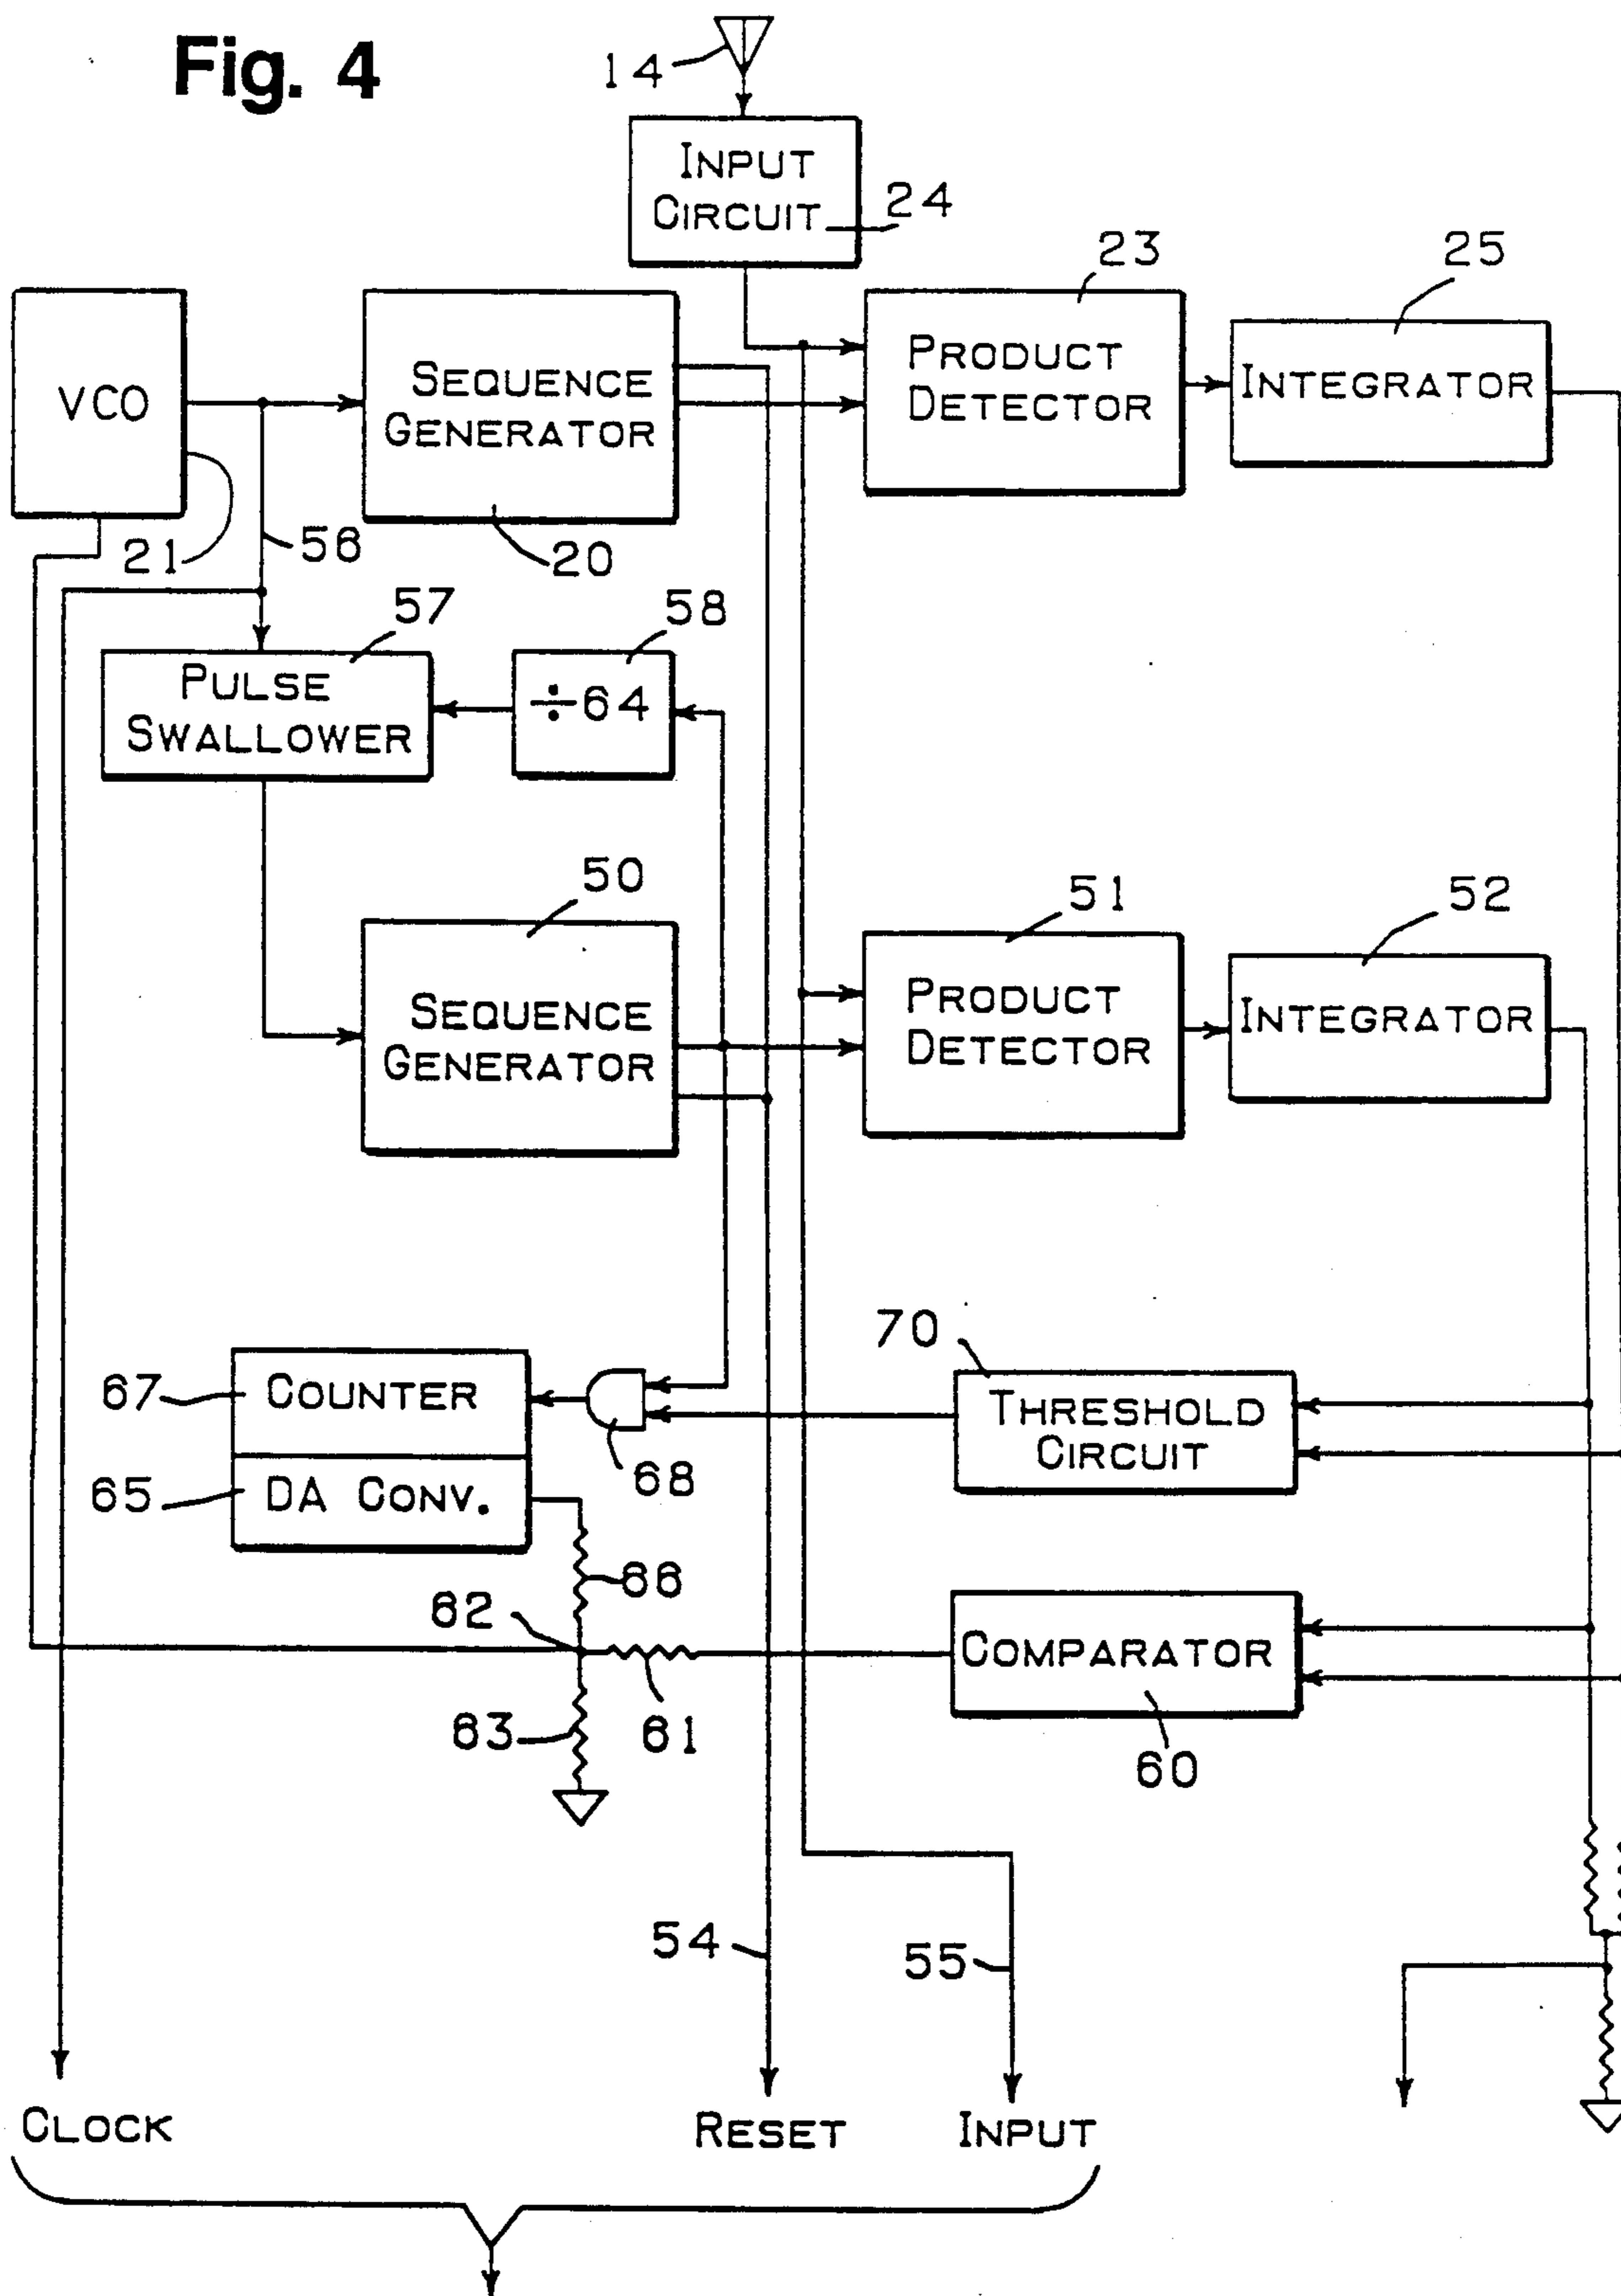 Fig. 4
14
INPUT
CIRCUIT
24
23
25
VCO
SEQUENCE
GENERATOR
PRODUCT
DETECTOR
INTEGRATOR
21
56
20
57
58
PULSE
SWALLOWER
÷64
50
51
52
SEQUENCE
GENERATOR
PRODUCT
DETECTOR
INTEGRATOR
70
67
COUNTER
THRESHOLD
CIRCUIT
65
DA CONV.
68
66
62
COMPARATOR
63
61
60
54
55
CLOCK
RESET
INPUT